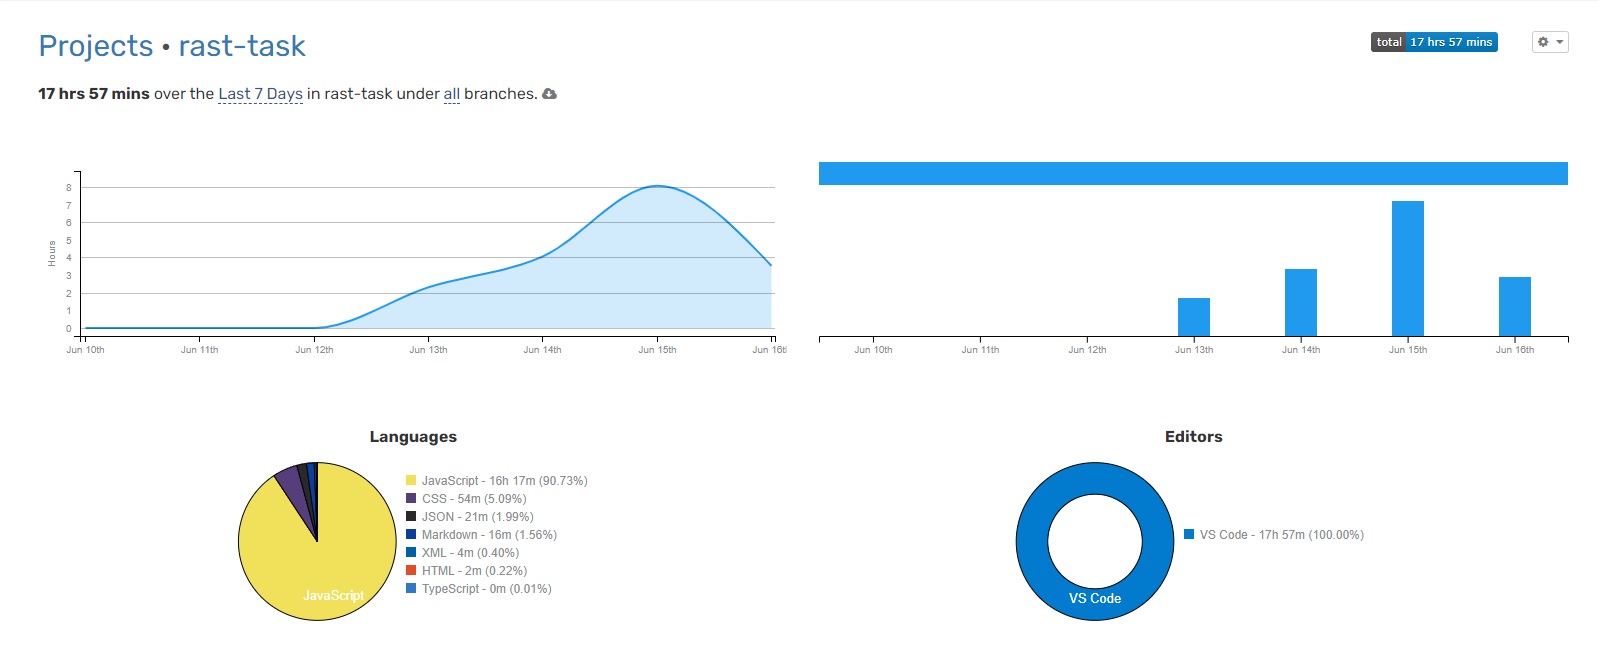 Projects • rast-task
total 17 hrs 57 mins
17 hrs 57 mins over the Last 7 Days in rast-task under all branches.
Hours
8
7
6
5
4
3
2
1
0
Jun 10th Jun 11th Jun 12th Jun 13th Jun 14th Jun 15th Jun 16t
Jun 10th Jun 11th Jun 12th Jun 13th Jun 14th Jun 15th Jun 16th
Languages
JavaScript
JavaScript - 16h 17m (90.73%)
CSS - 54m (5.09%)
JSON - 21m (1.99%)
Markdown - 16m (1.56%)
XML - 4m (0.40%)
HTML - 2m (0.22%)
TypeScript - 0m (0.01%)
Editors
VS Code
VS Code - 17h 57m (100.00%)